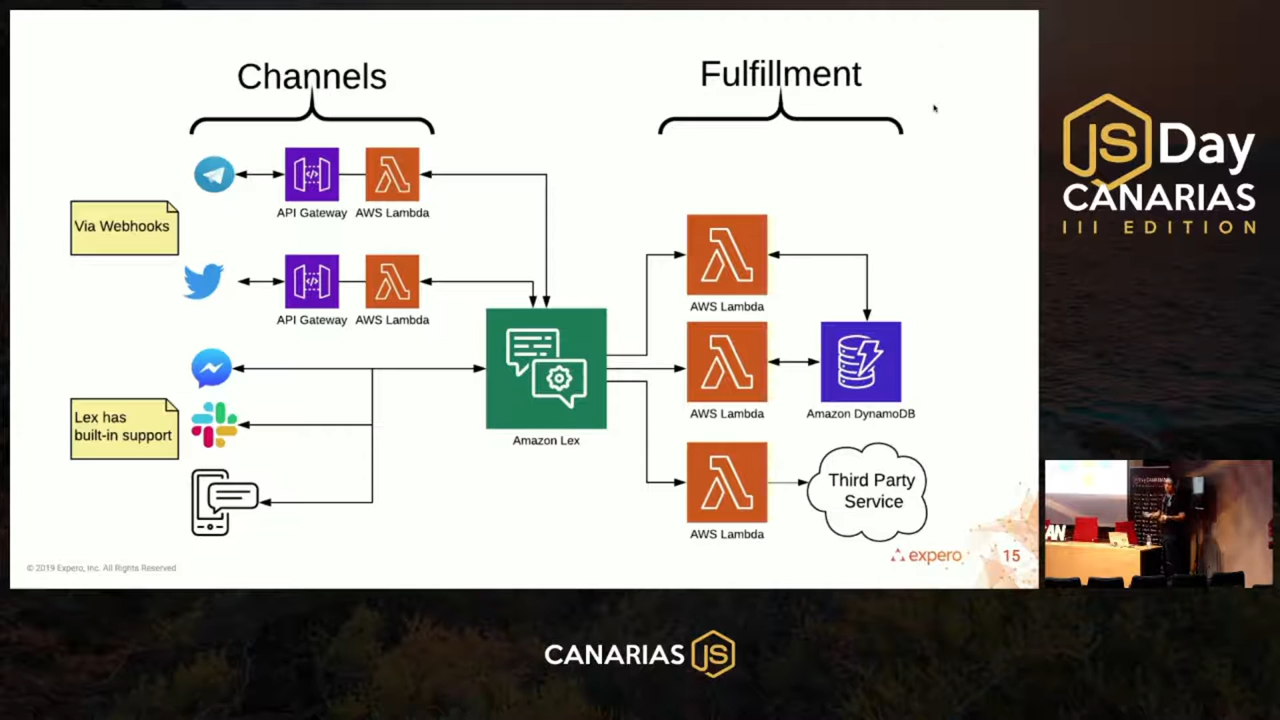 Channels
Fulfillment
API Gateway
AWS Lambda
Via Webhooks
API Gateway
AWS Lambda
Lex has
built-in support
Amazon Lex
AWS Lambda
AWS Lambda
Amazon DynamoDB
AWS Lambda
Third Party
Service
© 2019 Expero, Inc. All Rights Reserved
expero
15
JS Day
CANARIAS
III EDITION
CANARIAS JS